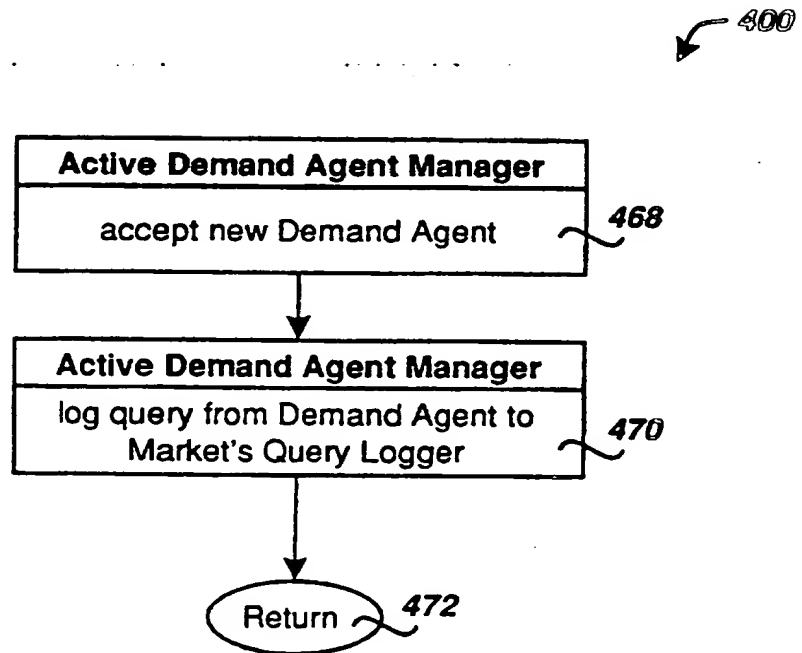 400
Active Demand Agent Manager
accept new Demand Agent
468
Active Demand Agent Manager
log query from Demand Agent to
Market's Query Logger
470
Return
472